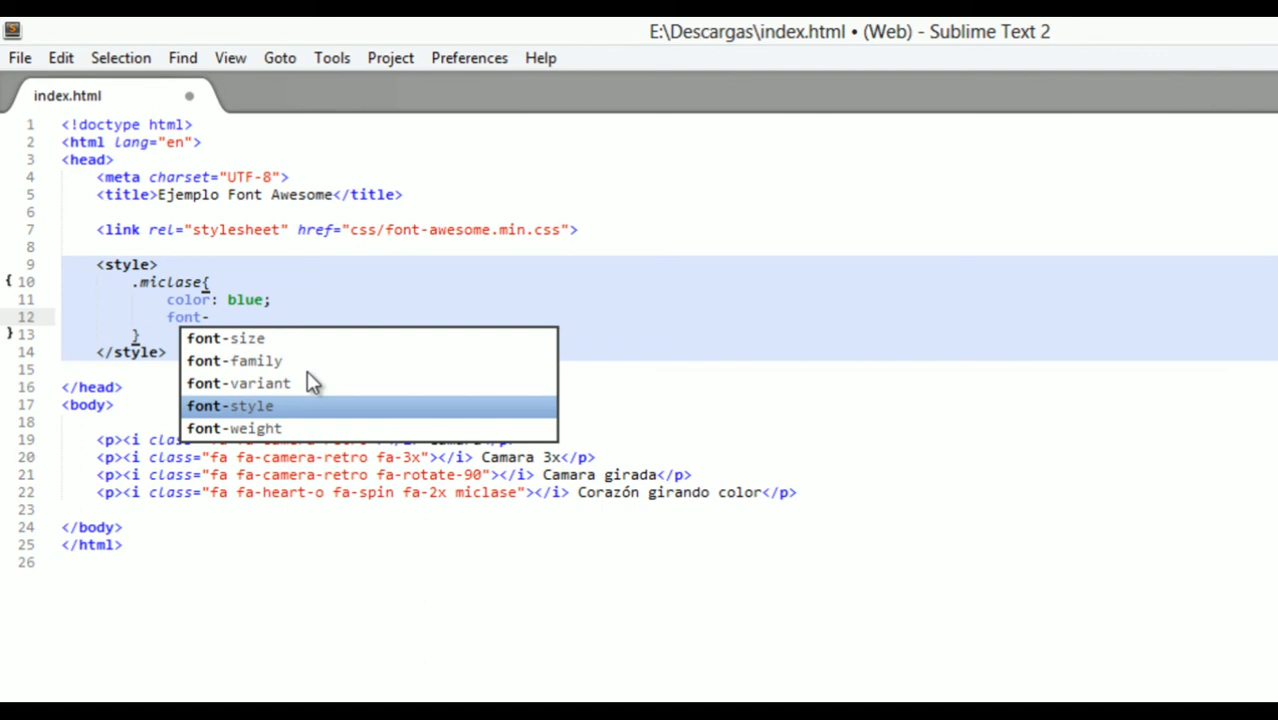 E:\Descargas\index.html • (Web) - Sublime Text 2
File Edit Selection Find View Goto Tools Project Preferences Help
index.html
1 <!doctype html>
2 <html lang="en">
3 <head>
4 <meta charset="UTF-8">
5 <title>Ejemplo Font Awesome</title>
6
7 <link rel="stylesheet" href="css/font-awesome.min.css">
8
9 <style>
10 .miclase{
11 color: blue;
12 font-
13 }
14 </style>
font-size
font-family
font-variant
font-style
font-weight
15
16 </head>
17 <body>
18
19 <p><i
20 <p><i class="fa fa-camera-retro fa-3x"></i> Camara 3x</p>
21 <p><i class="fa fa-camera-retro fa-rotate-90"></i> Camara girada</p>
22 <p><i class="fa fa-heart-o fa-spin fa-2x miclase"></i> Corazón girando color</p>
23
24 </body>
25 </html>
26